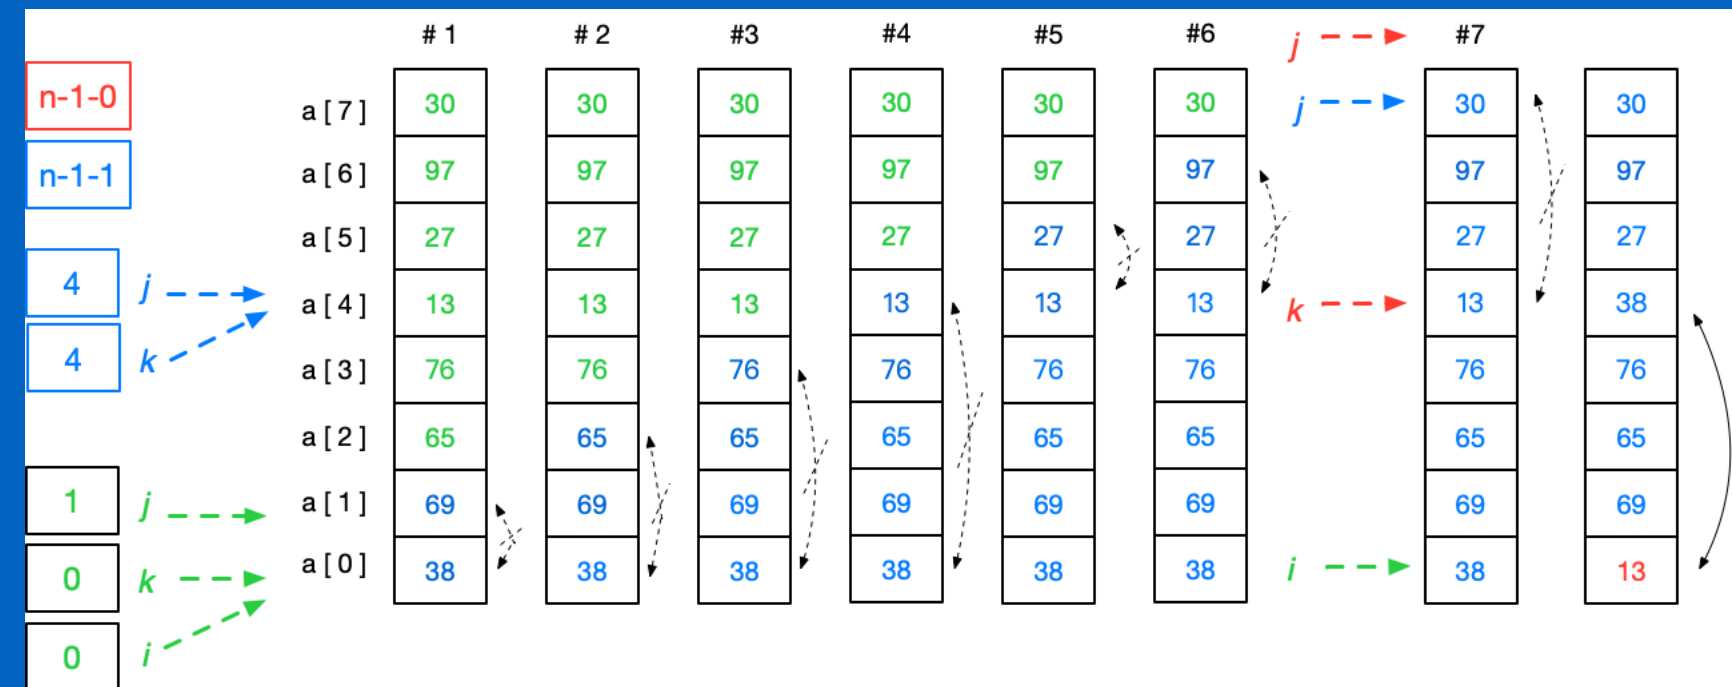 # 1 # 2 #3 #4 #5 #6 j #7
n-1-0 a[7] 30 30 30 30 30 30 j 30 30
n-1-1 a[6] 97 97 97 97 97 97 97 97
a[5] 27 27 27 27 27 27 27 27
4 j a[4] 13 13 13 13 13 13 k 13 38
4 k a[3] 76 76 76 76 76 76 76 76
a[2] 65 65 65 65 65 65 65 65
1 j a[1] 69 69 69 69 69 69 69 69
0 k a[0] 38 38 38 38 38 38 i 38 13
0 i